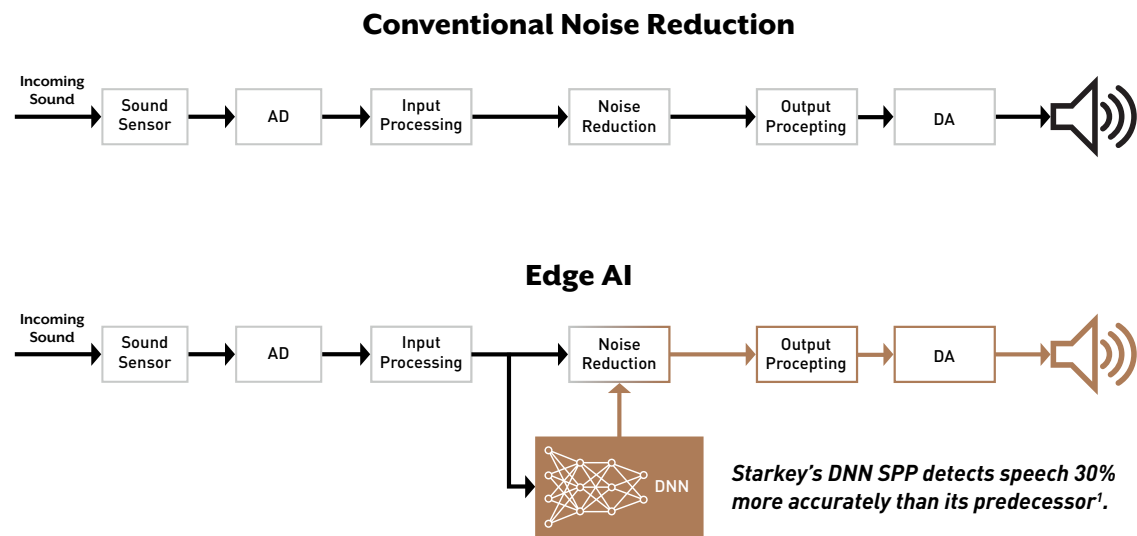 Conventional Noise Reduction
Incoming
Sound
Sound
Sensor
AD
Input
Processing
Noise
Reduction
Output
Procepting
DA
Edge AI
Incoming
Sound
Sound
Sensor
AD
Input
Processing
Noise
Reduction
Output
Procepting
DA
DNN
Starkey's DNN SPP detects speech 30%
more accurately than its predecessor¹.